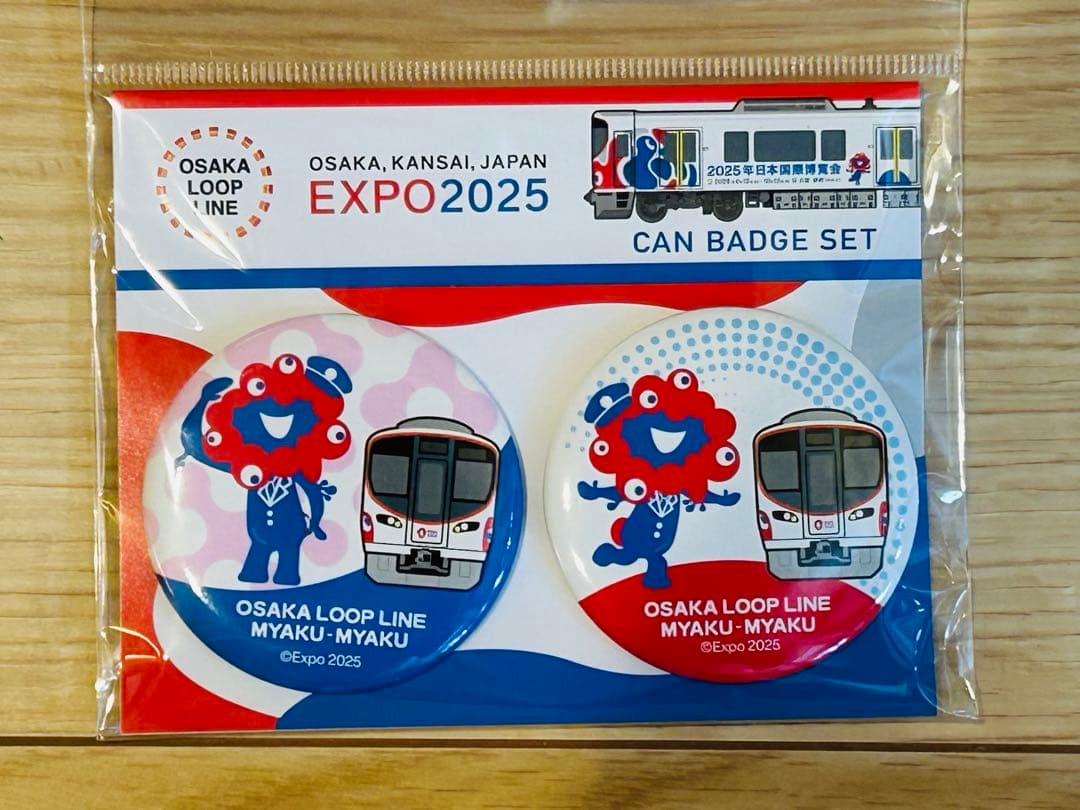 OSAKA
LOOP
LINE
OSAKA, KANSAI, JAPAN
EXPO2025
2025年日本国際博覧会
CAN BADGE SET
OSAKA LOOP LINE
MYAKU-MYAKU
©Expo 2025
OSAKA LOOP LINE
MYAKU-MYAKU
©Expo 2025